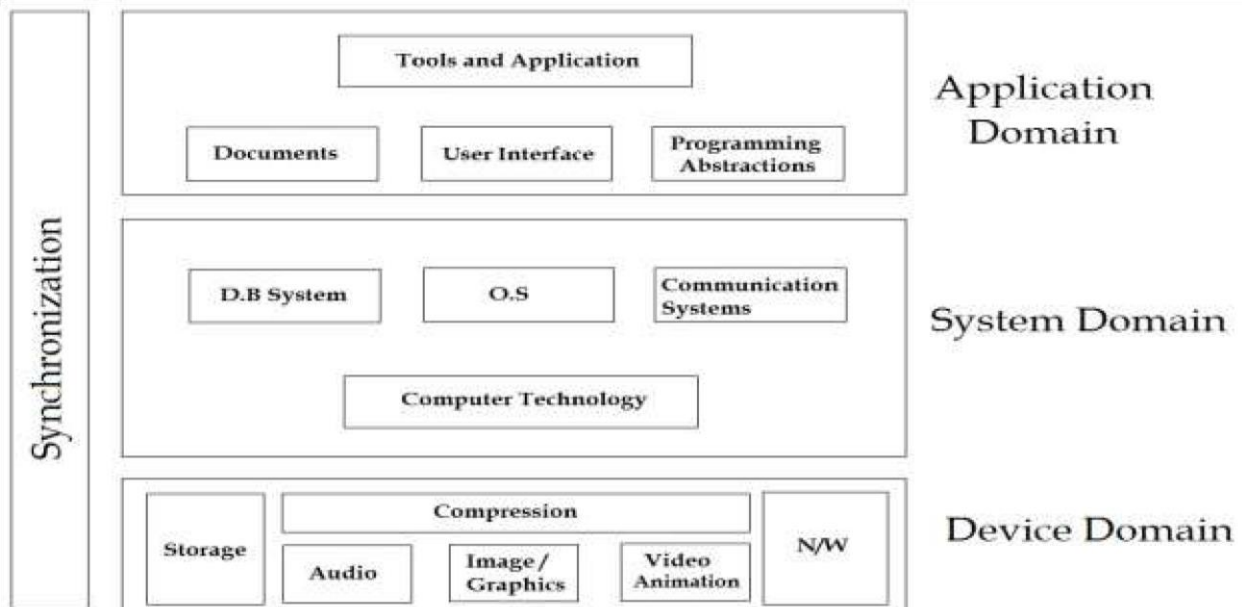 Synchronization
Tools and Application
Documents
User Interface
Programming
Abstractions
Application
Domain
D.B System
O.S
Communication
Systems
Computer Technology
System Domain
Storage
Compression
Audio
Image /
Graphics
Video
Animation
N/W
Device Domain